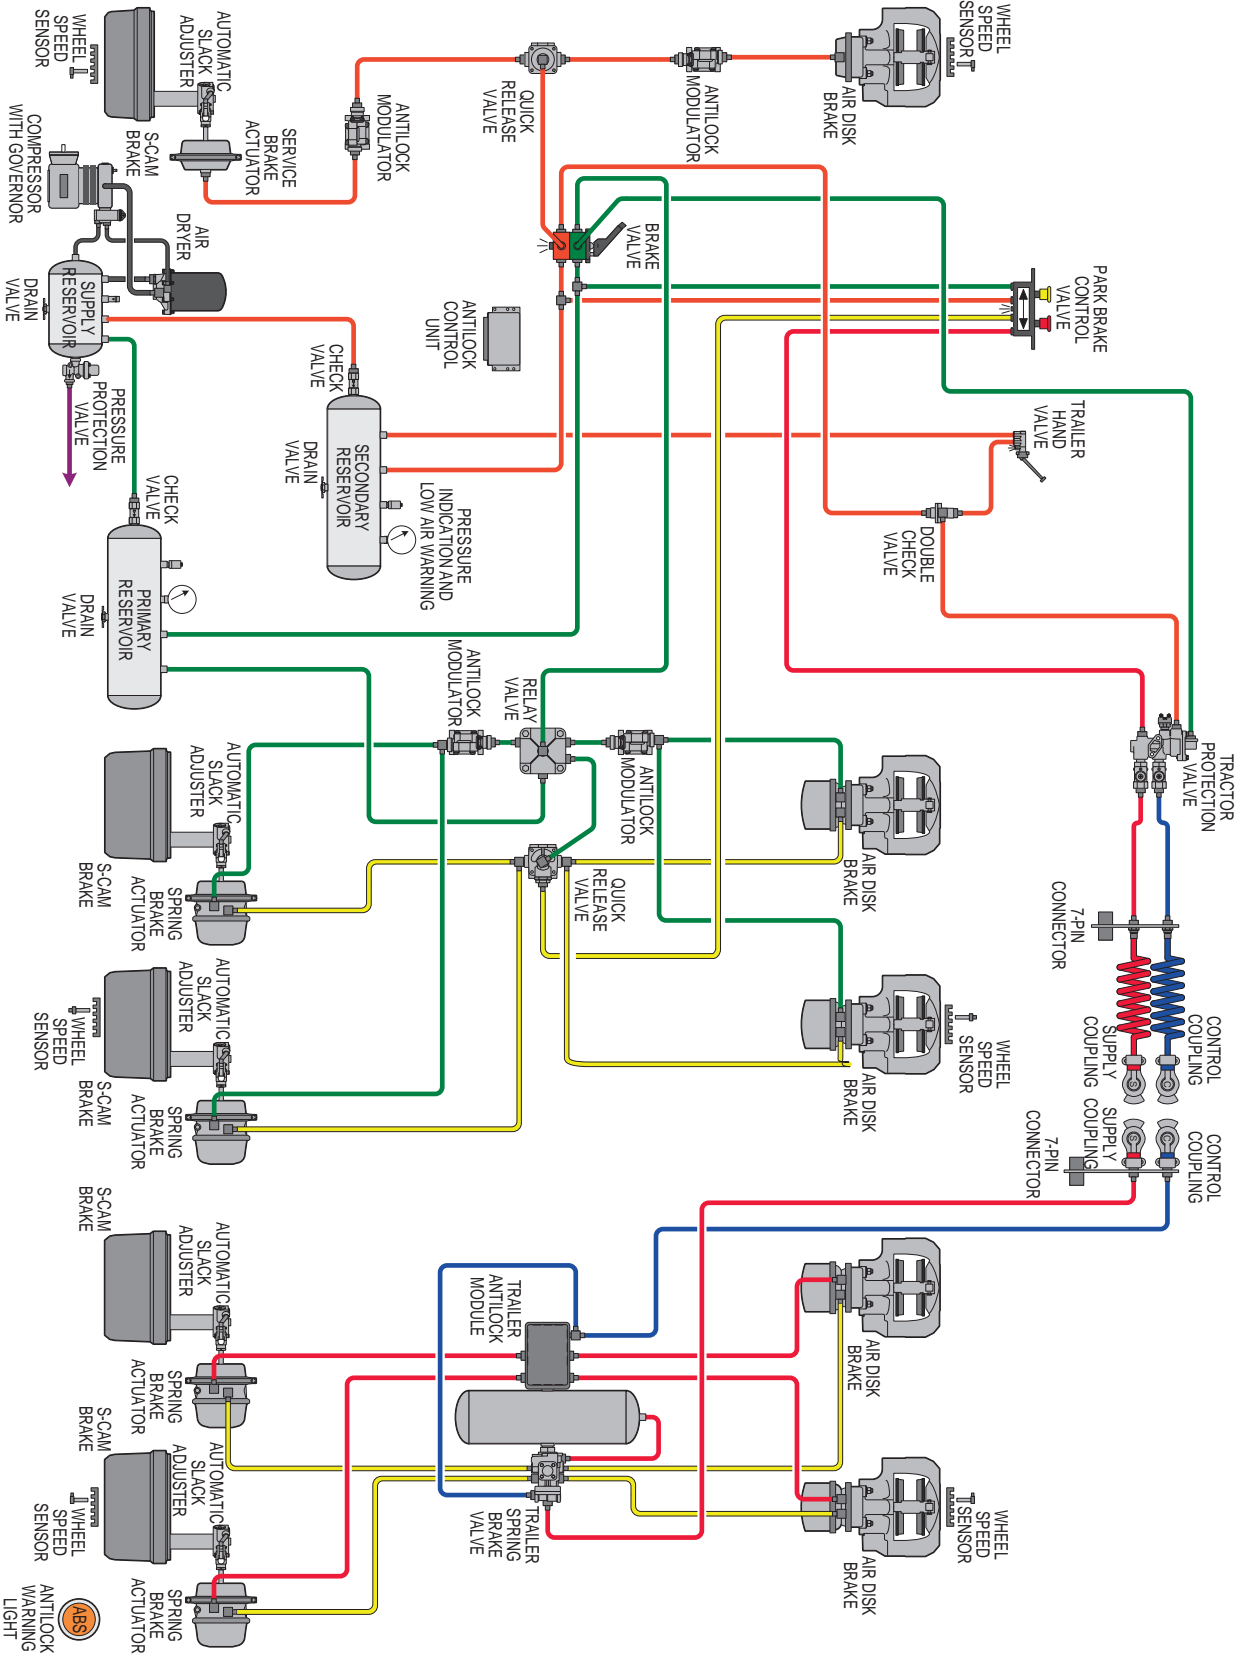 WHEEL
SPEED
SENSOR
AUTOMATIC
SLACK
ADJUSTER
S-CAM
BRAKE
SERVICE
BRAKE
ACTUATOR
ANTILOCK
MODULATOR
QUICK
RELEASE
VALVE
ANTILOCK
MODULATOR
AIR DISK
BRAKE
WHEEL
SPEED
SENSOR
COMPRESSOR
WITH GOVERNOR
AIR
DRYER
SUPPLY
RESERVOIR
DRAIN
VALVE
PRESSURE
PROTECTION
VALVE
BRAKE
VALVE
ANTILOCK
CONTROL
UNIT
PARK BRAKE
CONTROL
VALVE
CHECK
VALVE
SECONDARY
RESERVOIR
DRAIN
VALVE
PRESSURE
INDICATION AND
LOW AIR WARNING
TRAILER
HAND
VALVE
DOUBLE
CHECK
VALVE
CHECK
VALVE
PRIMARY
RESERVOIR
DRAIN
VALVE
ANTILOCK
MODULATOR
RELAY
VALVE
ANTILOCK
MODULATOR
QUICK
RELEASE
VALVE
TRACTOR
PROTECTION
VALVE
AUTOMATIC
SLACK
ADJUSTER
S-CAM
BRAKE
SPRING
BRAKE
ACTUATOR
AIR DISK
BRAKE
7-PIN
CONNECTOR
AUTOMATIC
SLACK
ADJUSTER
WHEEL
SPEED
SENSOR
S-CAM
BRAKE
SPRING
BRAKE
ACTUATOR
AIR DISK
BRAKE
WHEEL
SPEED
SENSOR
CONTROL
COUPLING
SUPPLY
COUPLING
C
S
C
S
CONTROL
COUPLING
SUPPLY
COUPLING
7-PIN
CONNECTOR
S-CAM
BRAKE
AUTOMATIC
SLACK
ADJUSTER
SPRING
BRAKE
ACTUATOR
TRAILER
ANTILOCK
MODULE
AIR DISK
BRAKE
S-CAM
BRAKE
AUTOMATIC
SLACK
ADJUSTER
WHEEL
SPEED
SENSOR
SPRING
BRAKE
ACTUATOR
TRAILER
SPRING
BRAKE
VALVE
AIR DISK
BRAKE
WHEEL
SPEED
SENSOR
ABS
ANTILOCK
WARNING
LIGHT